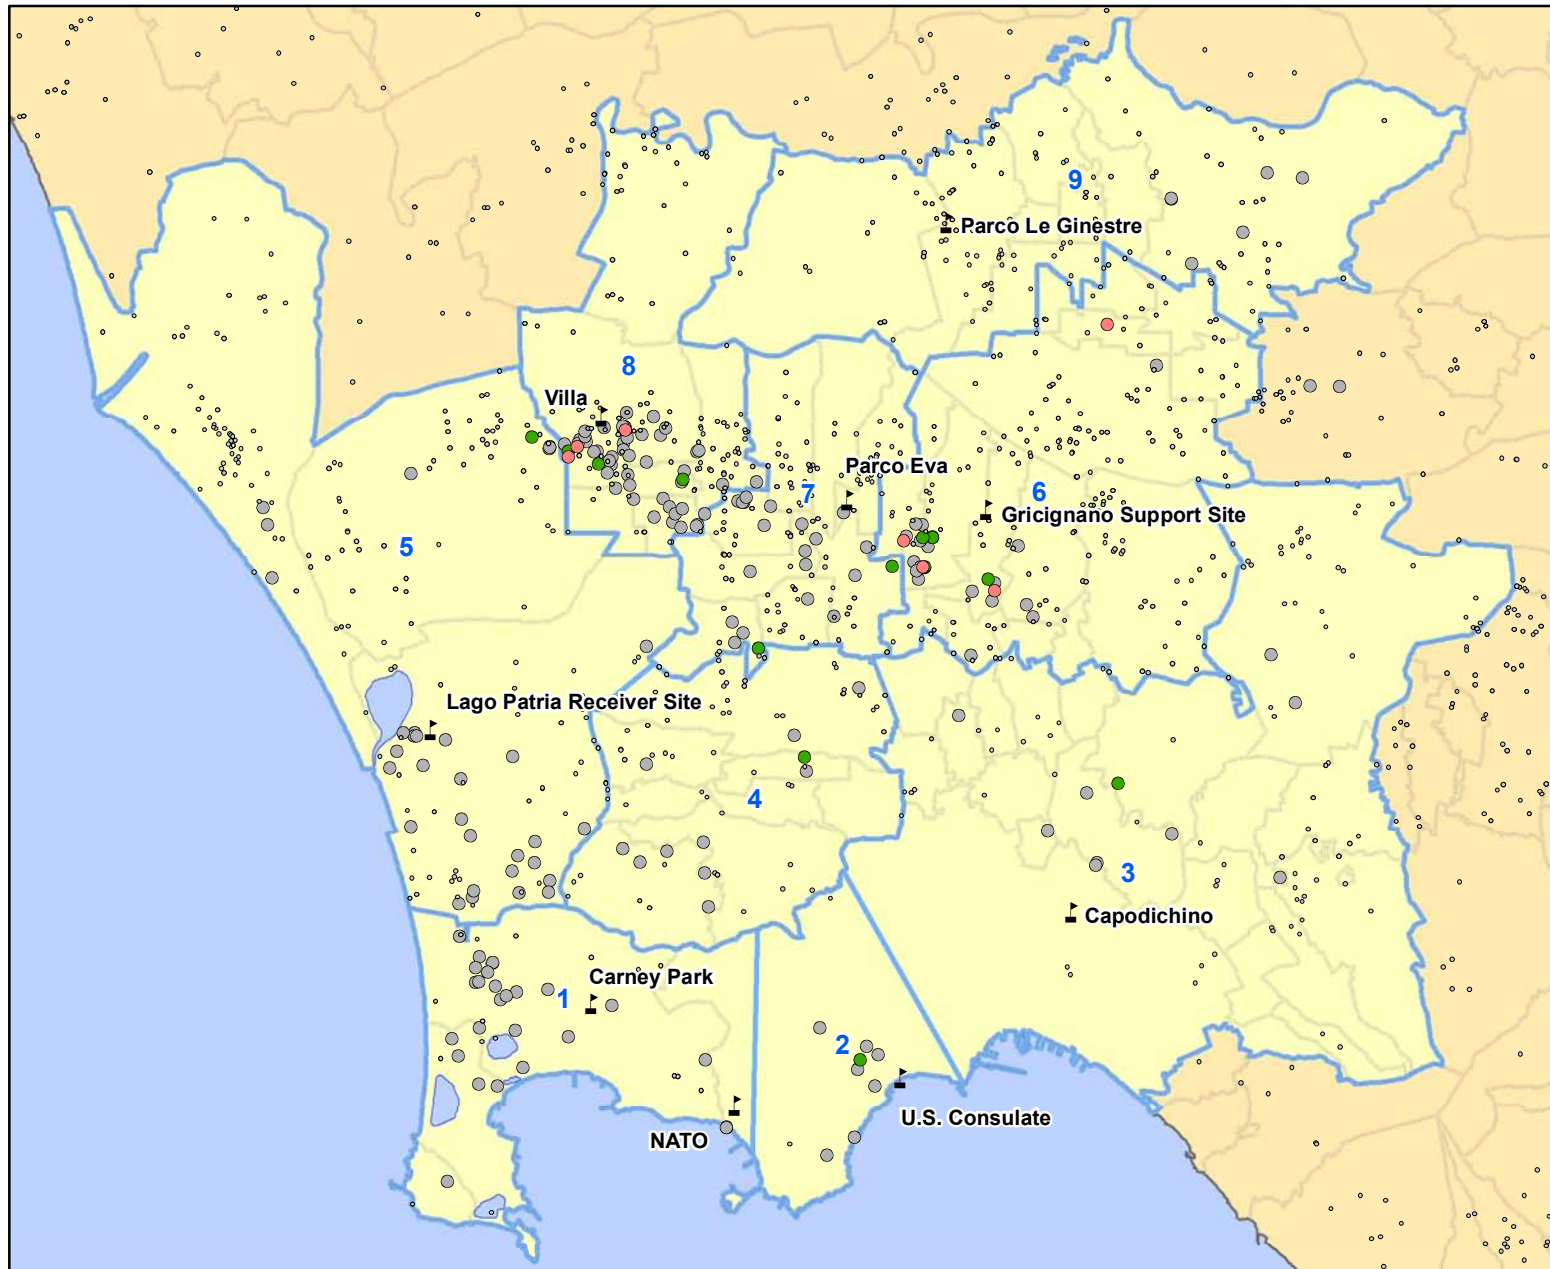 9
Parco Le Ginestre
8
Villa
Parco Eva
7
6
Gricignano Support Site
5
Lago Patria Receiver Site
4
3
Capodichino
Carney Park
1
2
U.S. Consulate
NATO